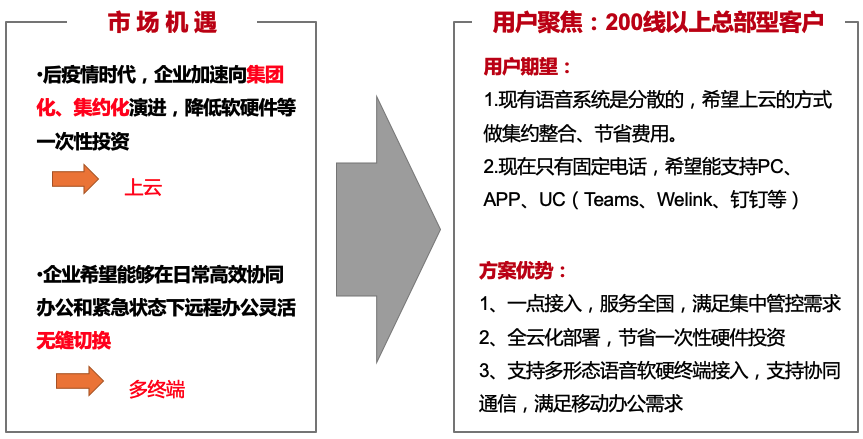 市场机遇
•后疫情时代，企业加速向集团
化、集约化演进，降低软硬件等
一次性投资
上云
•企业希望能够在日常高效协同
办公和紧急状态下远程办公灵活
无缝切换
多终端
用户聚焦：200线以上总部型客户
用户期望：
1.现有语音系统是分散的，希望上云的方式
做集约整合、节省费用。
2.现在只有固定电话，希望能支持PC、
APP、UC（Teams、Welink、钉钉等）
方案优势：
1、一点接入，服务全国，满足集中管控需求
2、全云化部署，节省一次性硬件投资
3、支持多形态语音软硬终端接入，支持协同
通信，满足移动办公需求